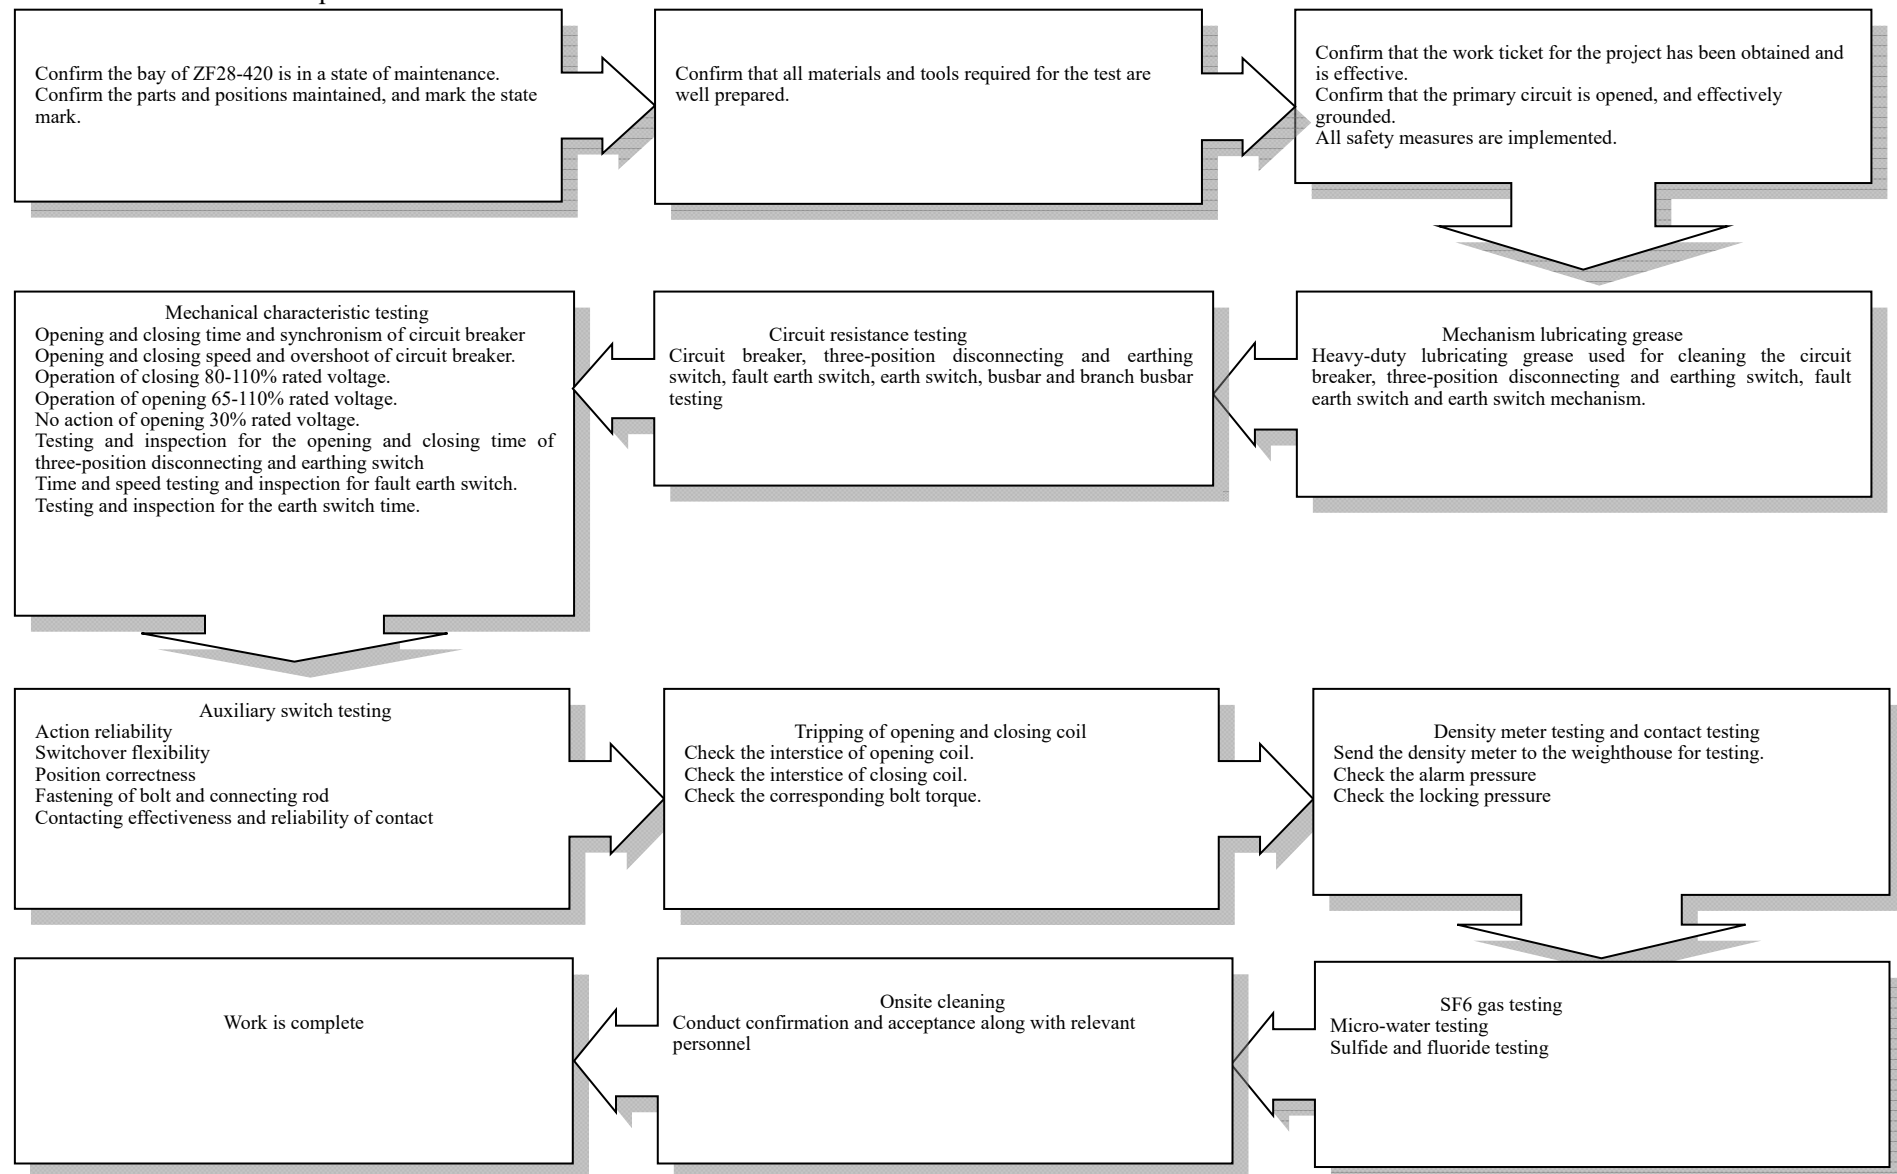 Confirm the bay of ZF28-420 is in a state of maintenance.
Confirm the parts and positions maintained, and mark the state
mark.
Confirm that all materials and tools required for the test are
well prepared.
Confirm that the work ticket for the project has been obtained and
is effective.
Confirm that the primary circuit is opened, and effectively
grounded.
All safety measures are implemented.
Mechanism lubricating grease
Heavy-duty lubricating grease used for cleaning the circuit
breaker, three-position disconnecting and earthing switch, fault
earth switch and earth switch mechanism.
Circuit resistance testing
Circuit breaker, three-position disconnecting and earthing
switch, fault earth switch, earth switch, busbar and branch busbar
testing
Mechanical characteristic testing
Opening and closing time and synchronism of circuit breaker
Opening and closing speed and overshoot of circuit breaker.
Operation of closing 80-110% rated voltage.
Operation of opening 65-110% rated voltage.
No action of opening 30% rated voltage.
Testing and inspection for the opening and closing time of
three-position disconnecting and earthing switch
Time and speed testing and inspection for fault earth switch.
Testing and inspection for the earth switch time.
Auxiliary switch testing
Action reliability
Switchover flexibility
Position correctness
Fastening of bolt and connecting rod
Contacting effectiveness and reliability of contact
Tripping of opening and closing coil
Check the interstice of opening coil.
Check the interstice of closing coil.
Check the corresponding bolt torque.
Density meter testing and contact testing
Send the density meter to the weighthouse for testing.
Check the alarm pressure
Check the locking pressure
SF6 gas testing
Micro-water testing
Sulfide and fluoride testing
Onsite cleaning
Conduct confirmation and acceptance along with relevant
personnel
Work is complete